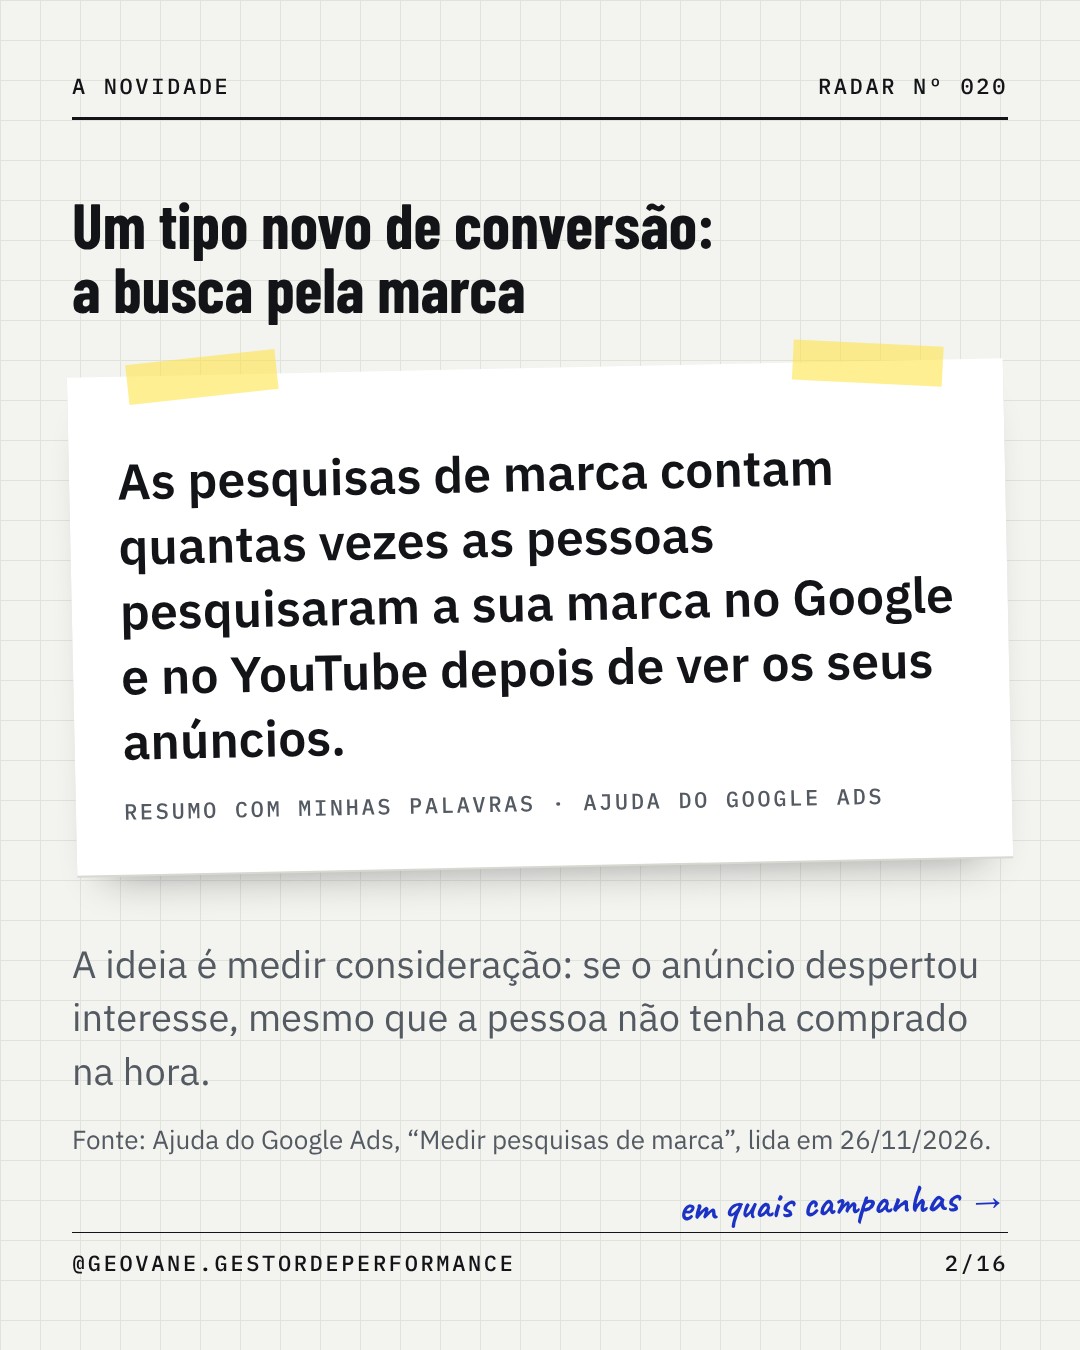 A NOVIDADE
RADAR Nº 020
Um tipo novo de conversão:
a busca pela marca
As pesquisas de marca contam
quantas vezes as pessoas
pesquisaram a sua marca no Google
e no YouTube depois de ver os seus
anúncios.
RESUMO COM MINHAS PALAVRAS · AJUDA DO GOOGLE ADS
A ideia é medir consideração: se o anúncio despertou
interesse, mesmo que a pessoa não tenha comprado
na hora.
Fonte: Ajuda do Google Ads, “Medir pesquisas de marca”, lida em 26/11/2026.
em quais campanhas →
@GEOVANE.GESTORDEPERFORMANCE
2/16